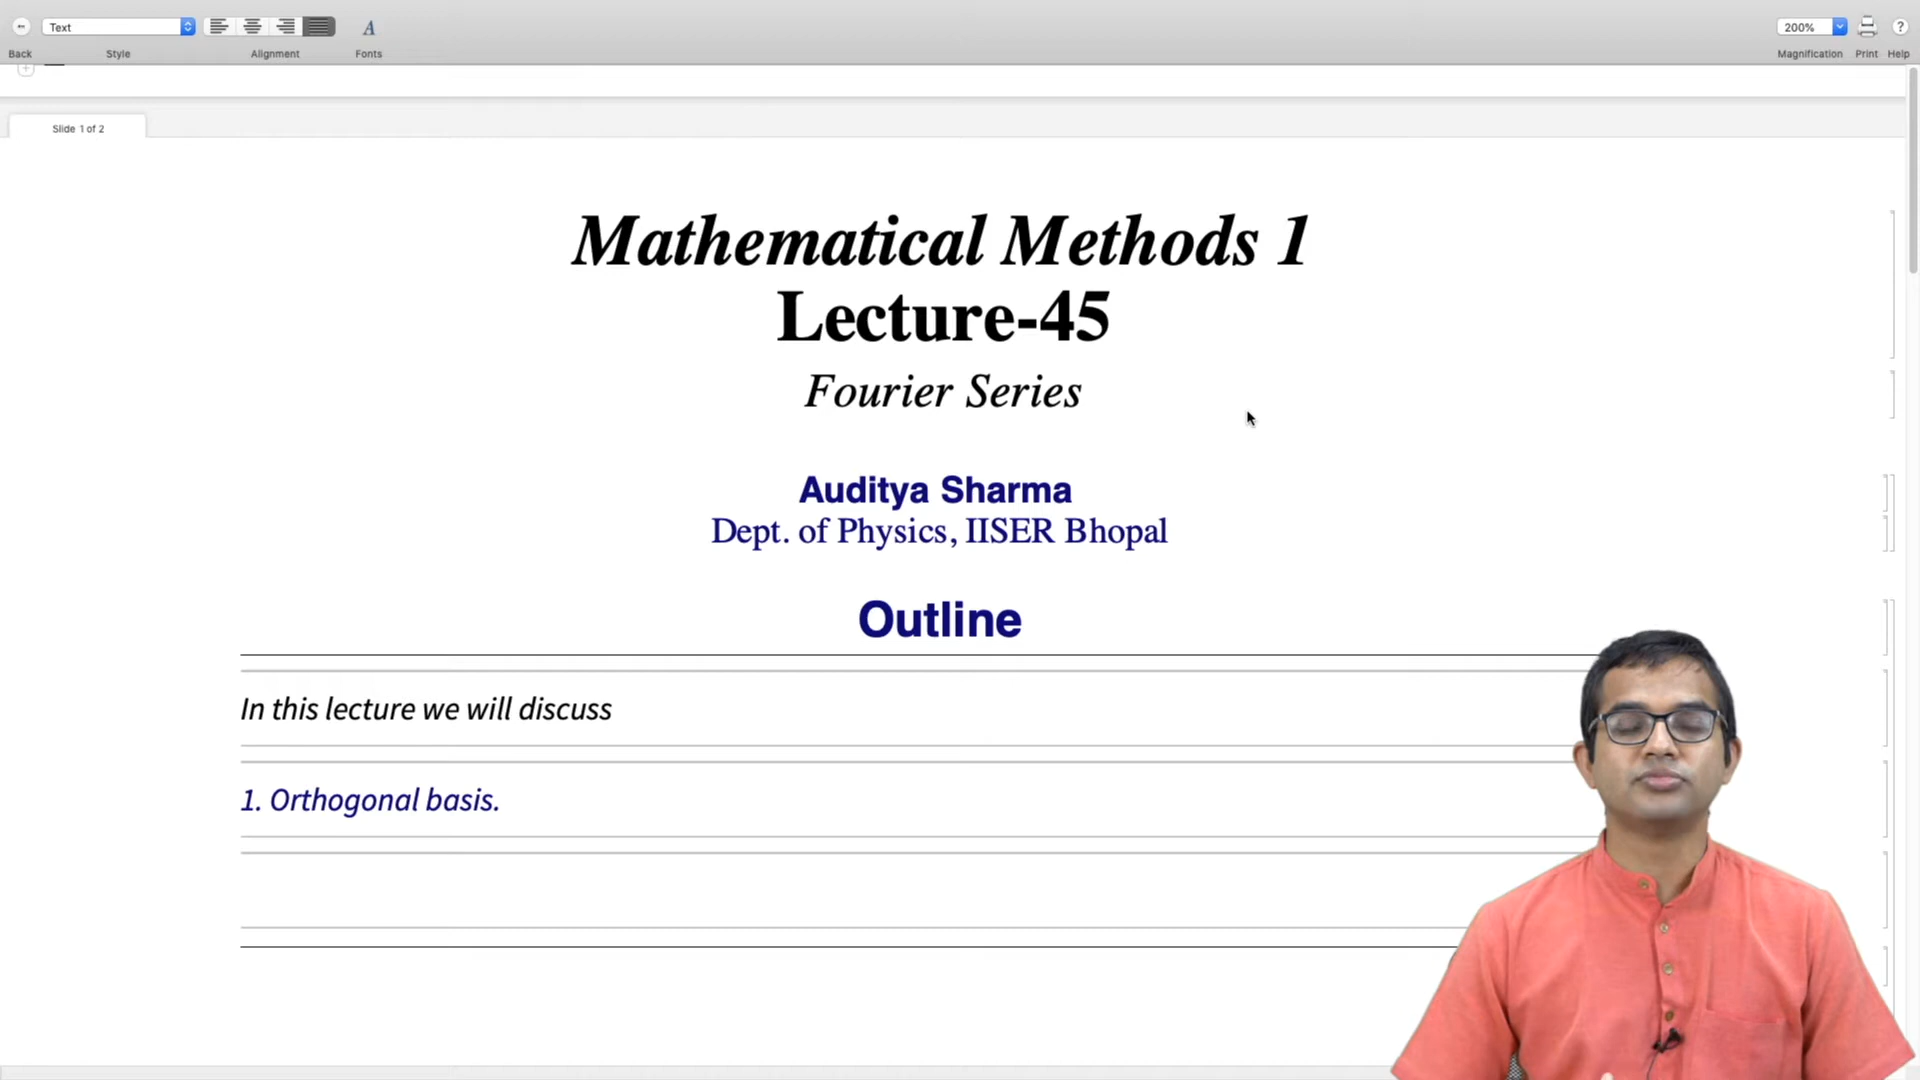 Text
200%
Back
Style
Alignment
Fonts
Magnification
Print
Help
Slide 1 of 2
Mathematical Methods 1
Lecture-45
Fourier Series
Auditya Sharma
Dept. of Physics, IISER Bhopal
Outline
In this lecture we will discuss
1. Orthogonal basis.